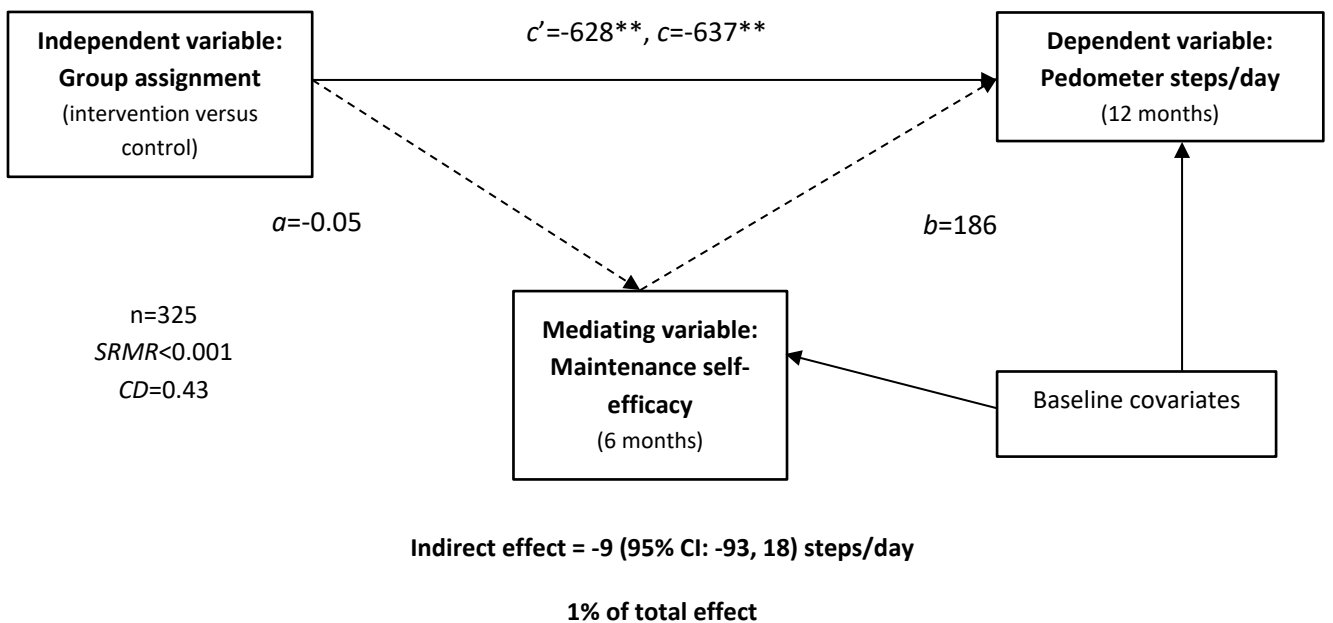 Independent variable:
Group assignment
(intervention versus
control)
c’=-628**, c=-637**
Dependent variable:
Pedometer steps/day
(12 months)
a=-0.05
b=186
n=325
SRMR<0.001
CD=0.43
Mediating variable:
Maintenance self-
efficacy
(6 months)
Baseline covariates
Indirect effect = -9 (95% CI: -93, 18) steps/day
1% of total effect